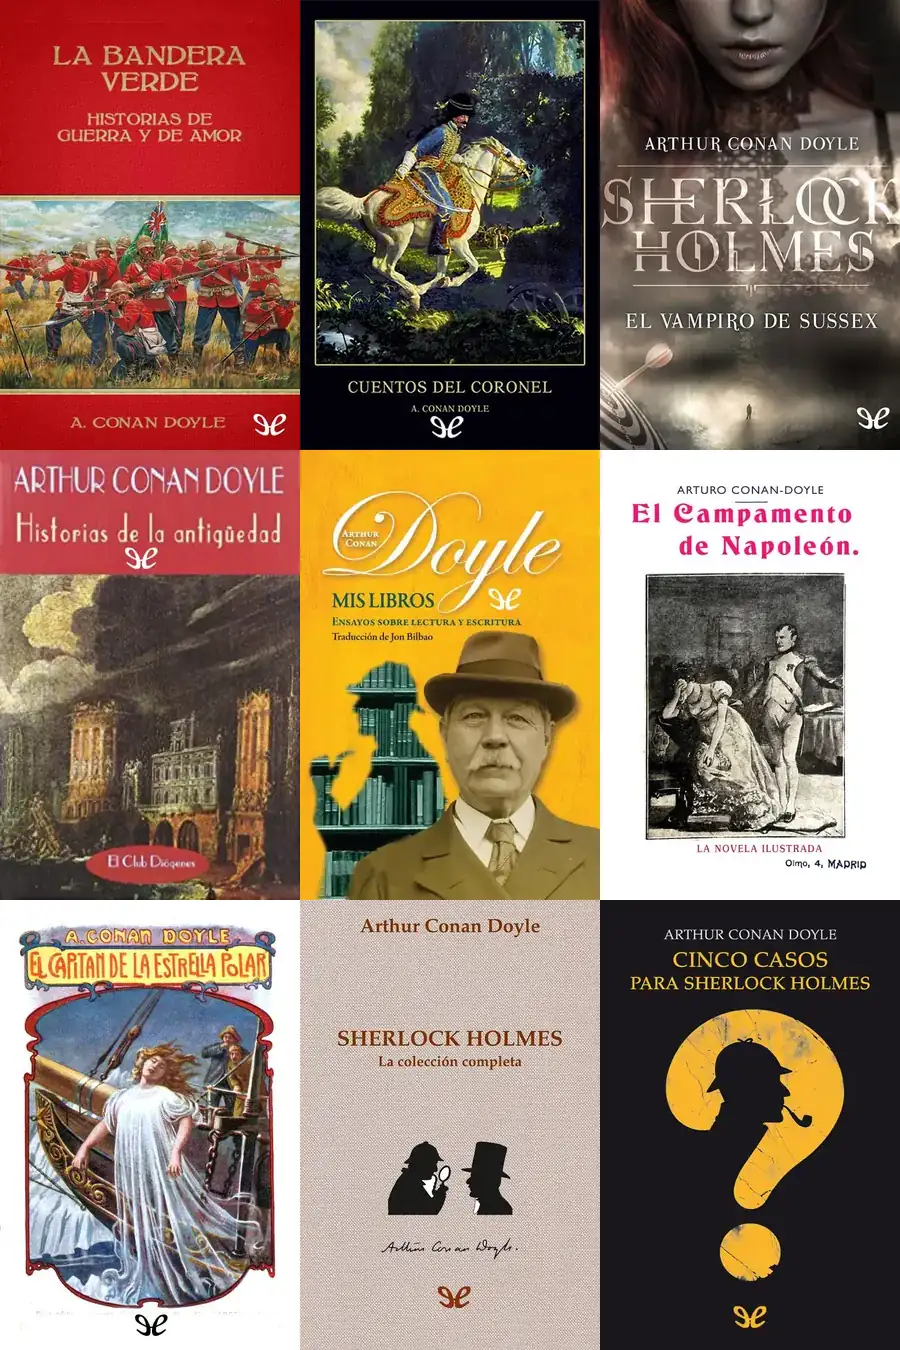 LA BANDERA
VERDE
HISTORIAS DE
GUERRA Y DE AMOR
A. CONAN DOYLE
CUENTOS DEL CORONEL
A. CONAN DOYLE
ARTHUR CONAN DOYLE
SHERLOCK
HOLMES
EL VAMPIRO DE SUSSEX
ARTHUR CONAN DOYLE
Historias de la antigüedad
El Club Diógenes
ARTHUR
CONAN
Doyle
MIS LIBROS
ENSAYOS SOBRE LECTURA Y ESCRITURA
Traducción de Jon Bilbao
ARTURO CONAN-DOYLE
El Campamento
de Napoleón.
LA NOVELA ILUSTRADA
Olmo, 4, MADRID
A. CONAN DOYLE
EL CAPITAN DE LA ESTRELLA POLAR
Arthur Conan Doyle
SHERLOCK HOLMES
La colección completa
Arthur Conan Doyle.
ARTHUR CONAN DOYLE
CINCO CASOS
PARA SHERLOCK HOLMES